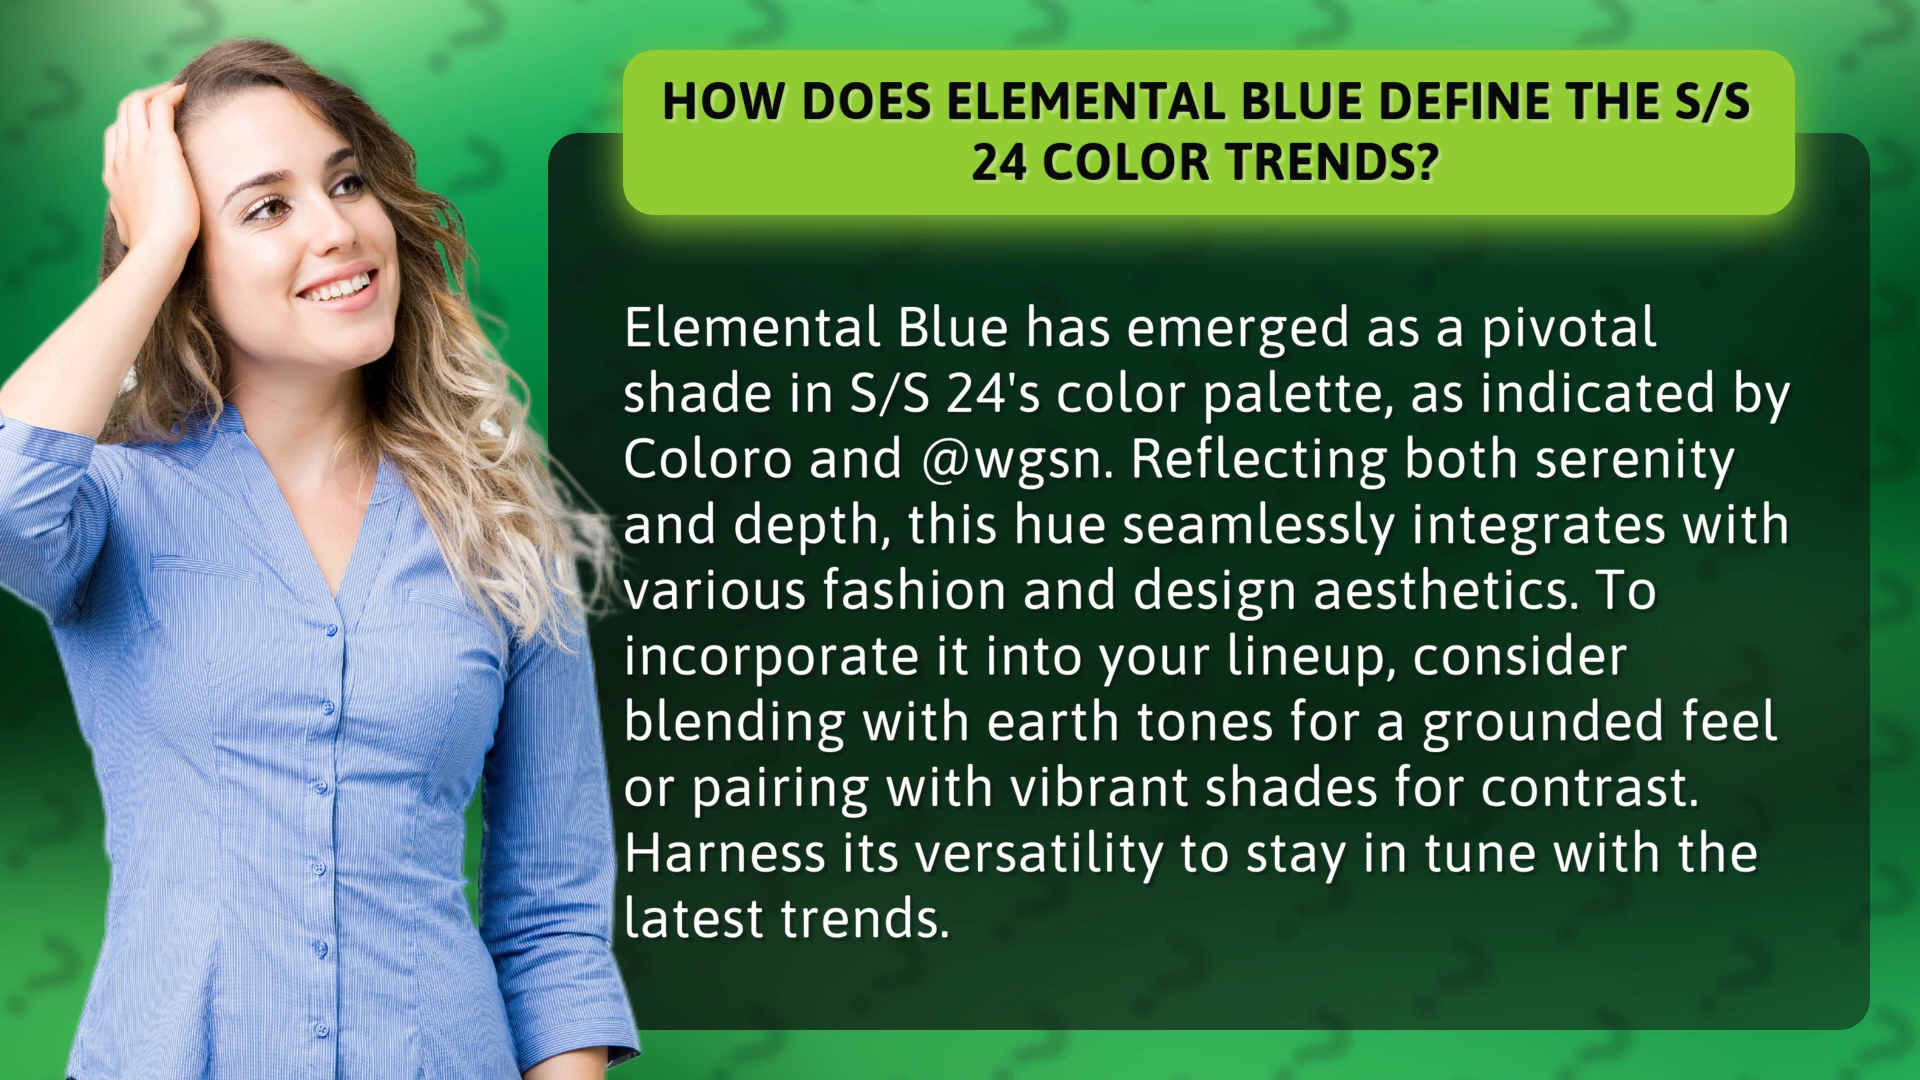 HOW DOES ELEMENTAL BLUE DEFINE THE S/S
24 COLOR TRENDS?
Elemental Blue has emerged as a pivotal
shade in S/S 24's color palette, as indicated by
Coloro and @wgsn. Reflecting both serenity
and depth, this hue seamlessly integrates with
various fashion and design aesthetics. To
incorporate it into your lineup, consider
blending with earth tones for a grounded feel
or pairing with vibrant shades for contrast.
Harness its versatility to stay in tune with the
latest trends.